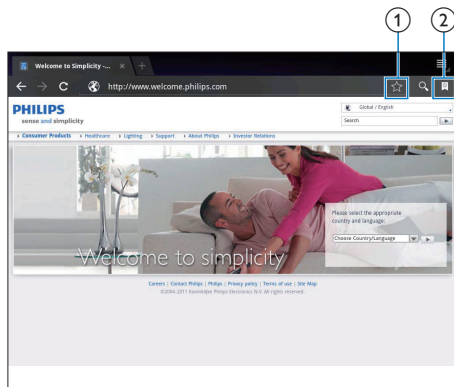 1 2
Welcome to Simplicity -... × +
http://www.welcome.philips.com
PHILIPS
sense and simplicity
Global / English
Search
Consumer Products Healthcare Lighting Support About Philips Investor Relations
Please select the appropriate
country and language:
Choose Country/Language
Welcome to simplicity
Careers | Contact Philips | Philips | Privacy policy | Terms of use | Site Map
©2004-2011 Koninklijke Philips Electronics N.V. All rights reserved.